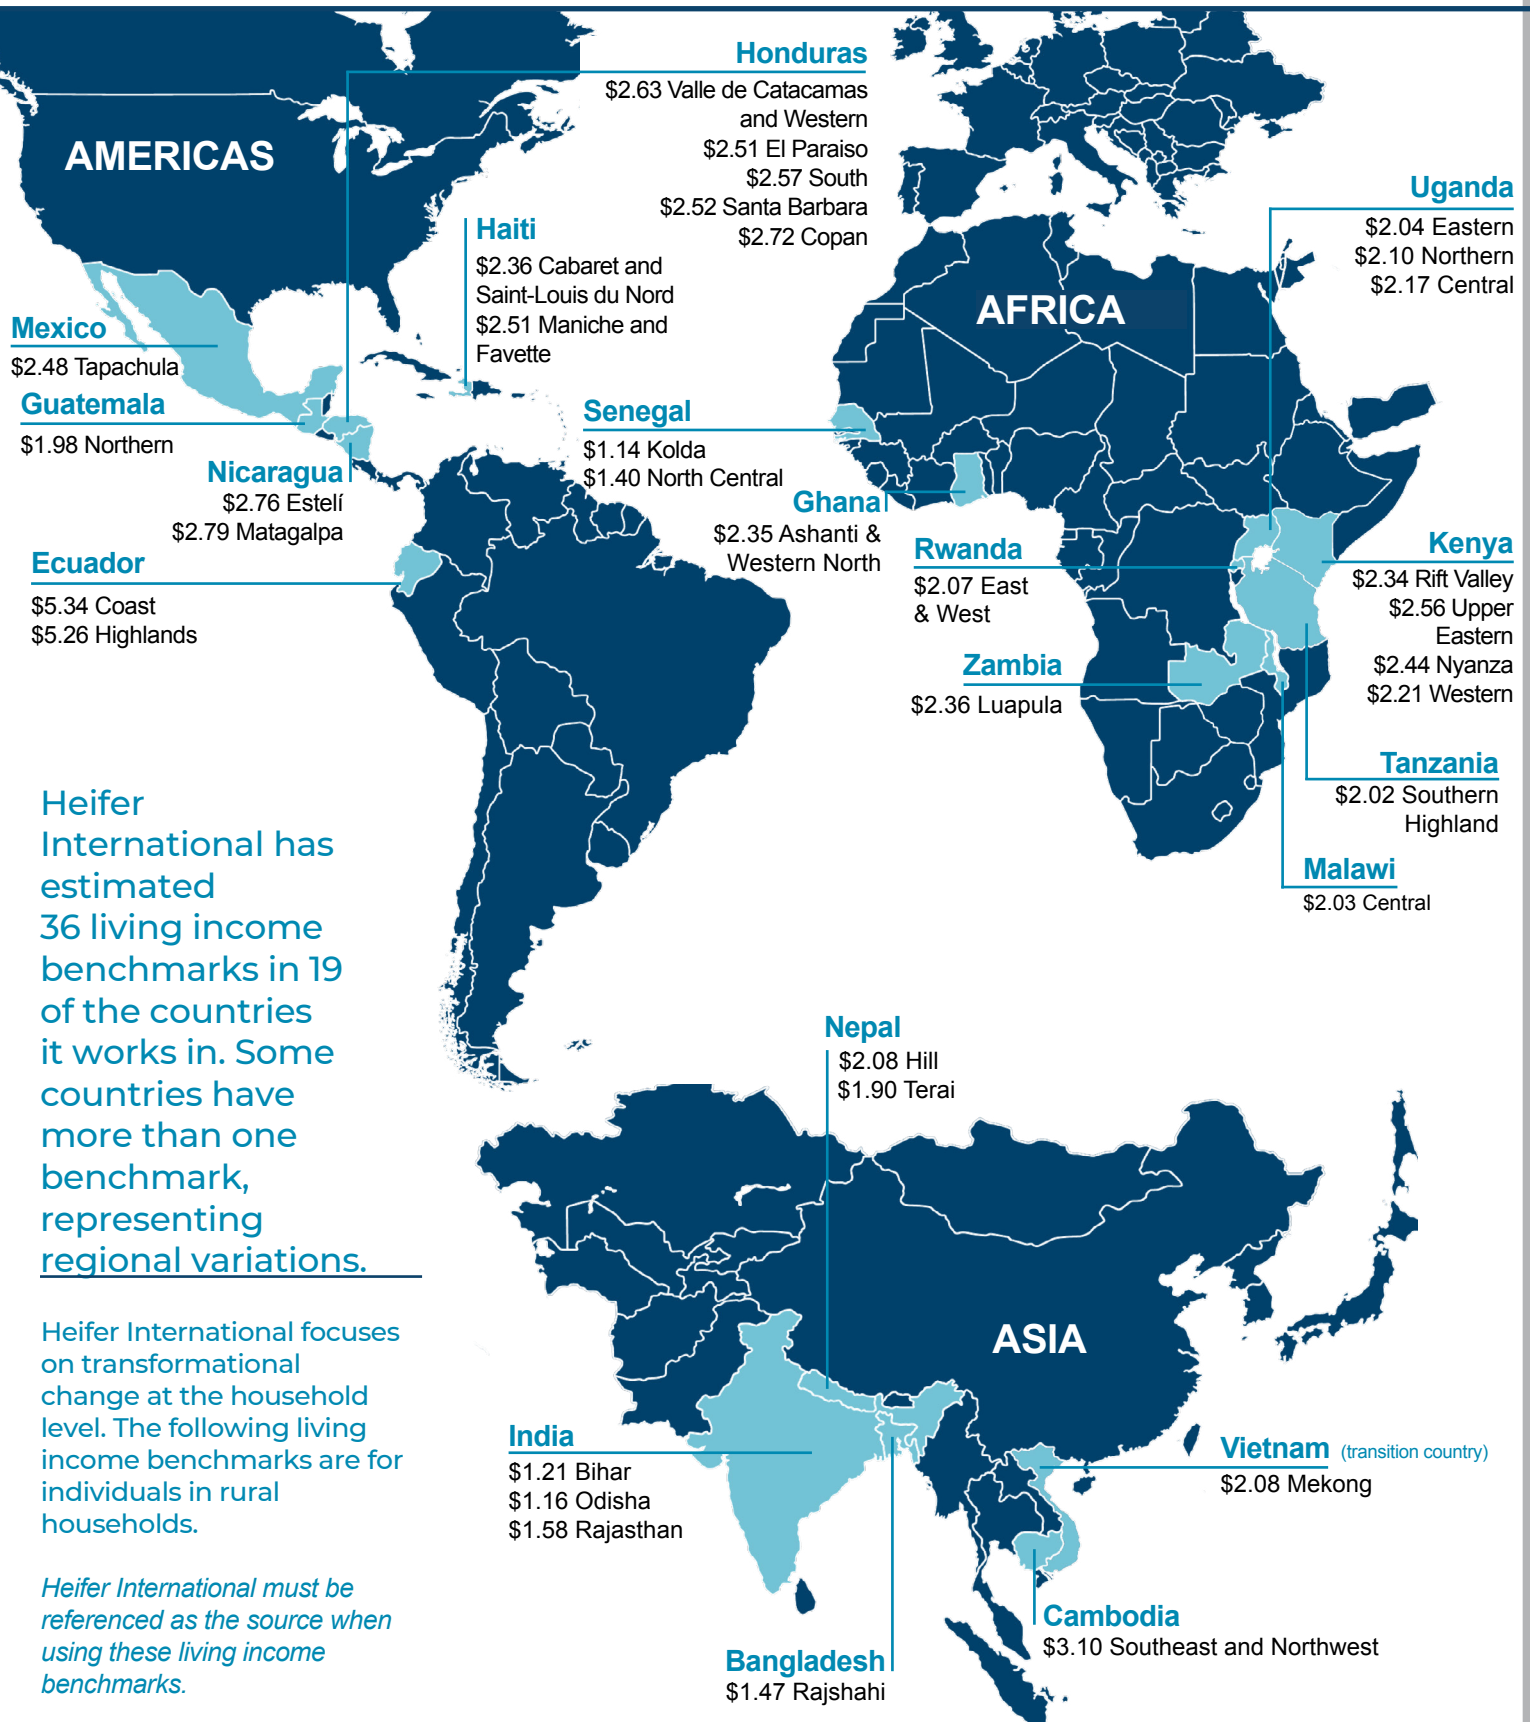 AMERICAS
Honduras
$2.63 Valle de Catacamas
and Western
$2.51 El Paraiso
$2.57 South
$2.52 Santa Barbara
$2.72 Copan
Haiti
$2.36 Cabaret and
Saint-Louis du Nord
$2.51 Maniche and
Favette
Mexico
$2.48 Tapachula
Guatemala
$1.98 Northern
Nicaragua
$2.76 Estelí
$2.79 Matagalpa
Ecuador
$5.34 Coast
$5.26 Highlands
AFRICA
Uganda
$2.04 Eastern
$2.10 Northern
$2.17 Central
Senegal
$1.14 Kolda
$1.40 North Central
Ghana
$2.35 Ashanti &
Western North
Rwanda
$2.07 East
& West
Kenya
$2.34 Rift Valley
$2.56 Upper
Eastern
$2.44 Nyanza
$2.21 Western
Zambia
$2.36 Luapula
Tanzania
$2.02 Southern
Highland
Malawi
$2.03 Central
Heifer
International has
estimated
36 living income
benchmarks in 19
of the countries
it works in. Some
countries have
more than one
benchmark,
representing
regional variations.
Heifer International focuses
on transformational
change at the household
level. The following living
income benchmarks are for
individuals in rural
households.
Heifer International must be
referenced as the source when
using these living income
benchmarks.
Nepal
$2.08 Hill
$1.90 Terai
ASIA
India
$1.21 Bihar
$1.16 Odisha
$1.58 Rajasthan
Vietnam (transition country)
$2.08 Mekong
Cambodia
$3.10 Southeast and Northwest
Bangladesh
$1.47 Rajshahi